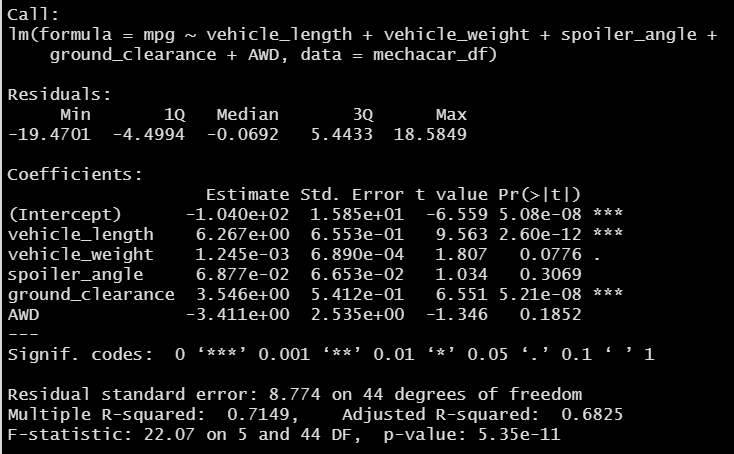 Call:
lm(formula = mpg ~ vehicle_length + vehicle_weight + spoiler_angle +
    ground_clearance + AWD, data = mechacar_df)

Residuals:
     Min       1Q   Median       3Q      Max
-19.4701  -4.4994  -0.0692   5.4433  18.5849

Coefficients:
                   Estimate Std. Error t value Pr(>|t|)
(Intercept)      -1.040e+02  1.585e+01  -6.559 5.08e-08 ***
vehicle_length    6.267e+00  6.553e-01   9.563 2.60e-12 ***
vehicle_weight    1.245e-03  6.890e-04   1.807   0.0776 .
spoiler_angle     6.877e-02  6.653e-02   1.034   0.3069
ground_clearance  3.546e+00  5.412e-01   6.551 5.21e-08 ***
AWD              -3.411e+00  2.535e+00  -1.346   0.1852
---
Signif. codes:  0 ‘***’ 0.001 ‘**’ 0.01 ‘*’ 0.05 ‘.’ 0.1 ‘ ’ 1

Residual standard error: 8.774 on 44 degrees of freedom
Multiple R-squared:  0.7149,	Adjusted R-squared:  0.6825
F-statistic: 22.07 on 5 and 44 DF,  p-value: 5.35e-11